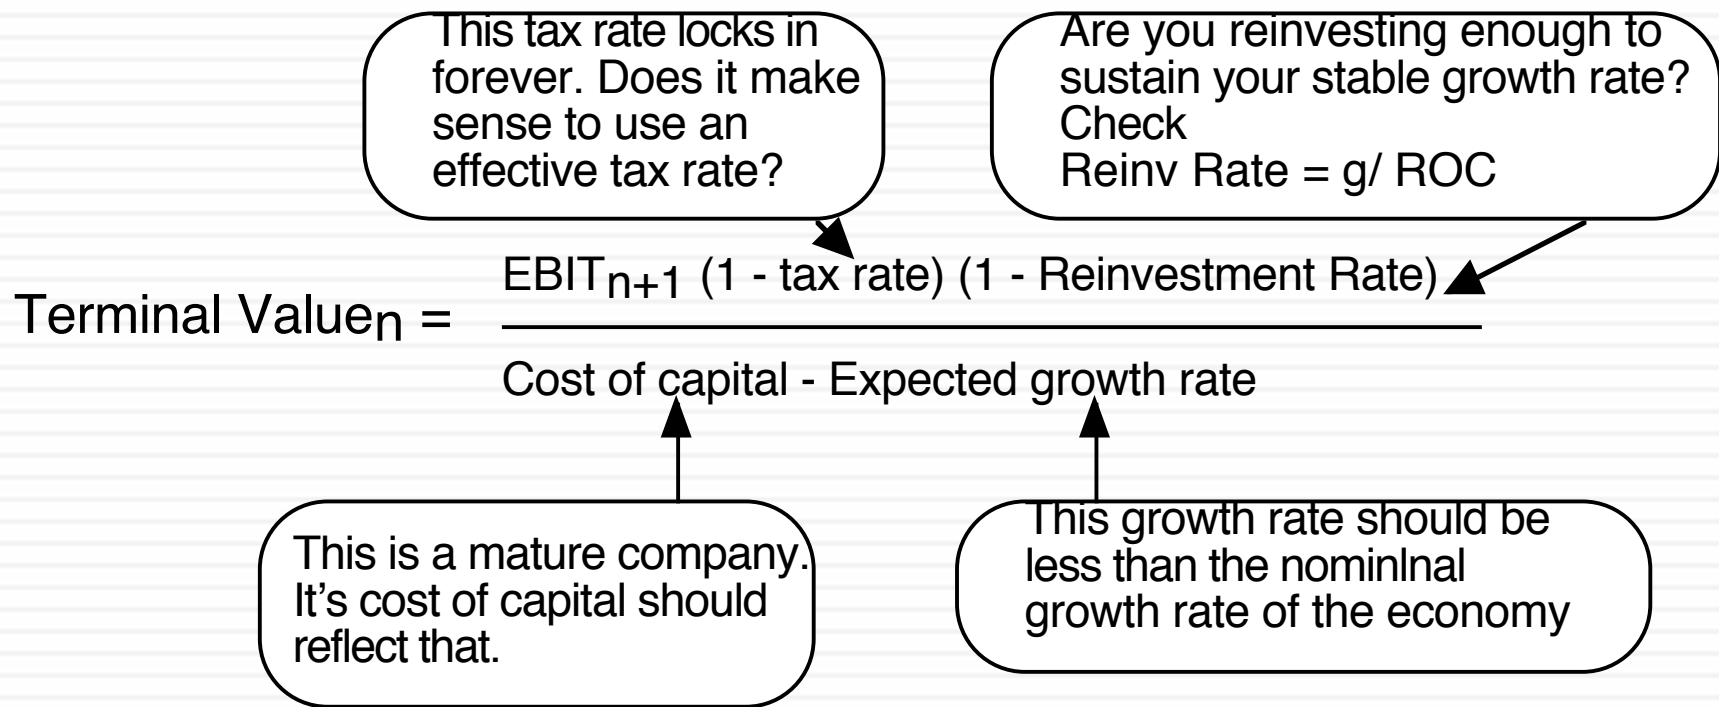 This tax rate locks in
forever. Does it make
sense to use an
effective tax rate?
Are you reinvesting enough to
sustain your stable growth rate?
Check
Reinv Rate = g/ ROC
EBITn+1 (1 - tax rate) (1 - Reinvestment Rate)
Terminal Valuen =
Cost of capital - Expected growth rate
This is a mature company.
It's cost of capital should
reflect that.
This growth rate should be
less than the nominlnal
growth rate of the economy